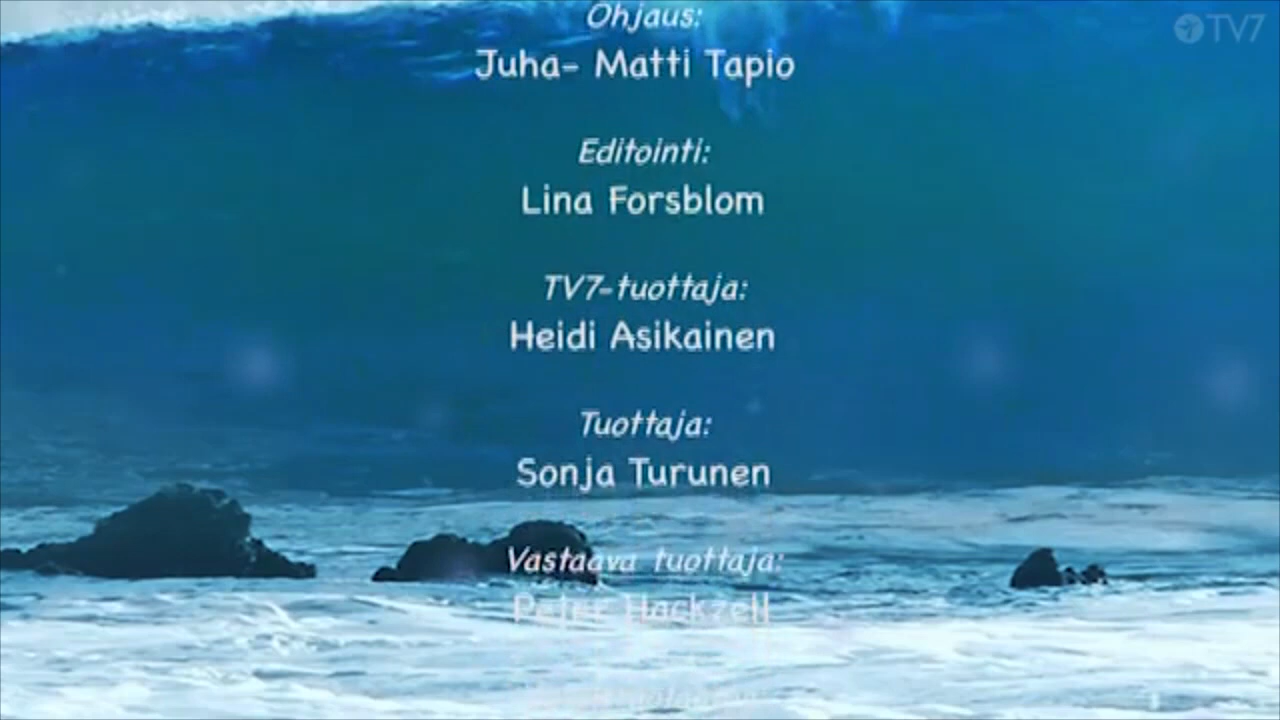 Ohjaus:
TV7
Juha- Matti Tapio
Editointi:
Lina Forsblom
TV7-tuottaja:
Heidi Asikainen
Tuottaja:
Sonja Turunen
Vastaava tuottaja:
Peter Hackzell